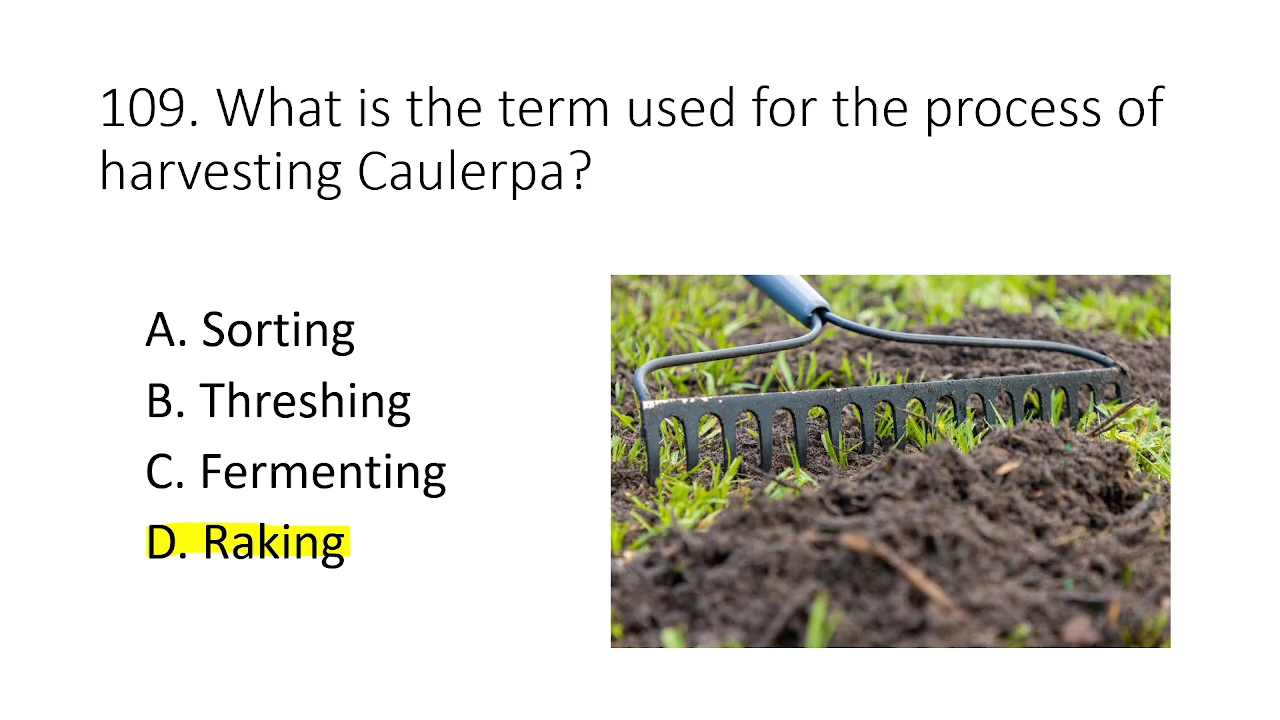 109. What is the term used for the process of
harvesting Caulerpa?
A. Sorting
B. Threshing
C. Fermenting
D. Raking